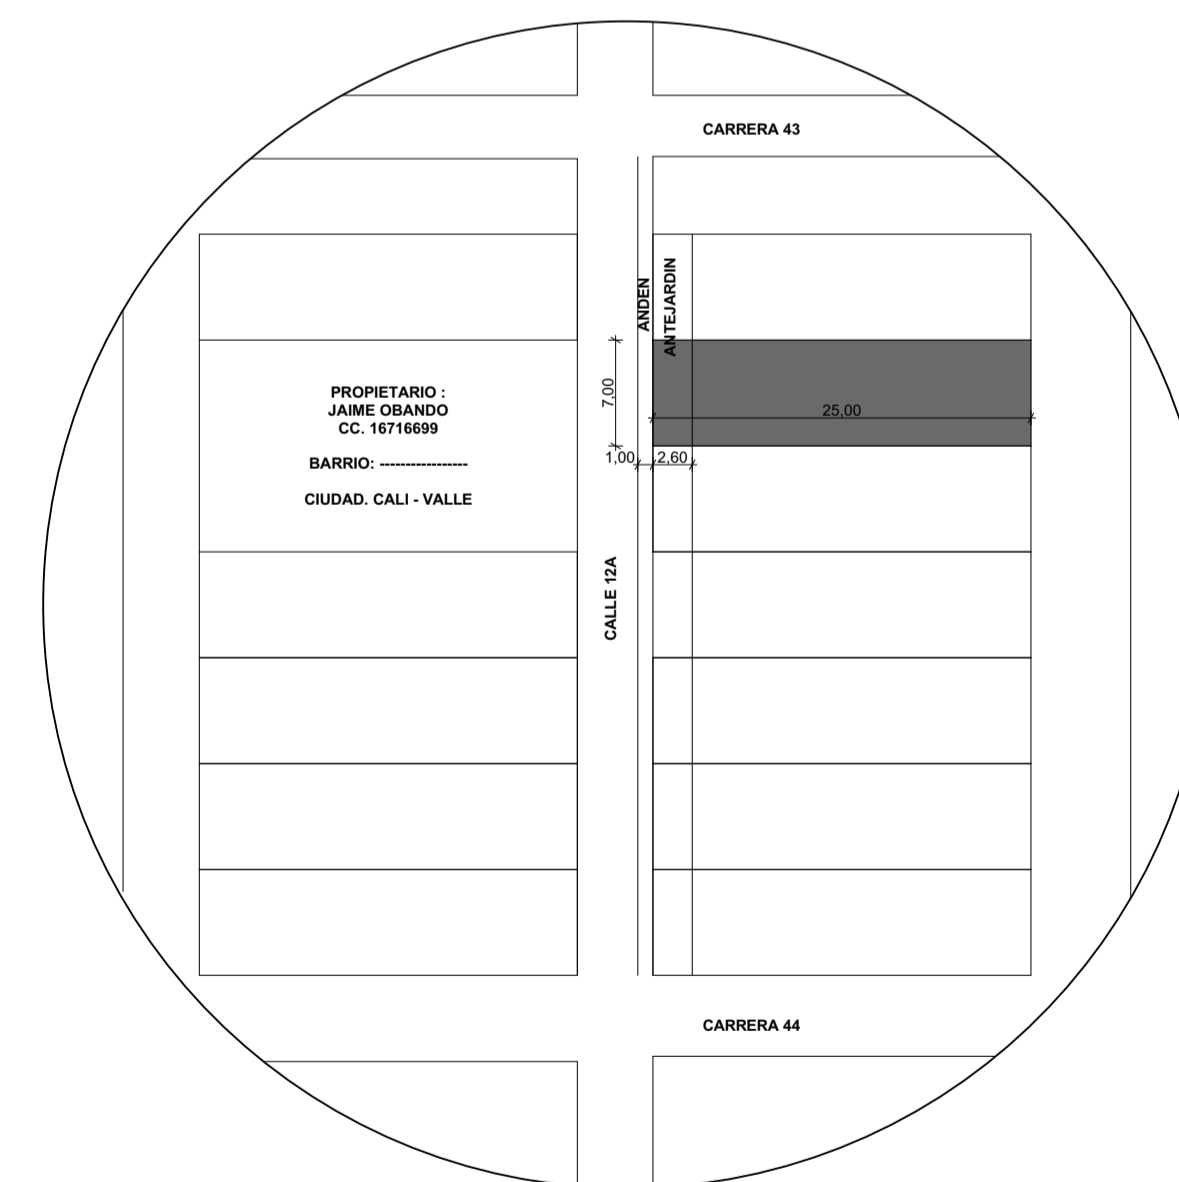 CARRERA 43
ANDEN
ANTEJARDIN
PROPIETARIO :
JAIME OBANDO
CC. 16716699
BARRIO: -----------------
CIUDAD. CALI - VALLE
7,00
25,00
1,00
2,60
CALLE 12A
CARRERA 44